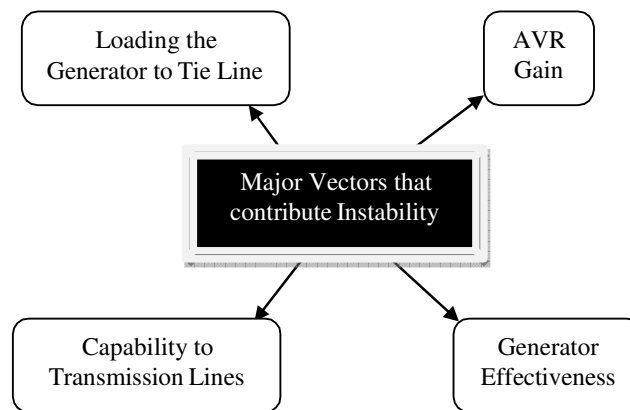 Loading the
Generator to Tie Line
AVR
Gain
Major Vectors that
contribute Instability
Capability to
Transmission Lines
Generator
Effectiveness